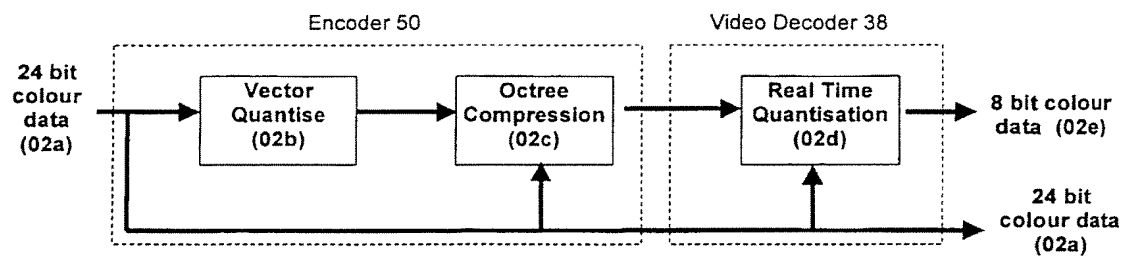 Encoder 50
Video Decoder 38
24 bit
colour
data
(02a)
Vector
Quantise
(02b)
Octree
Compression
(02c)
Real Time
Quantisation
(02d)
8 bit colour
data (02e)
24 bit
colour data
(02a)